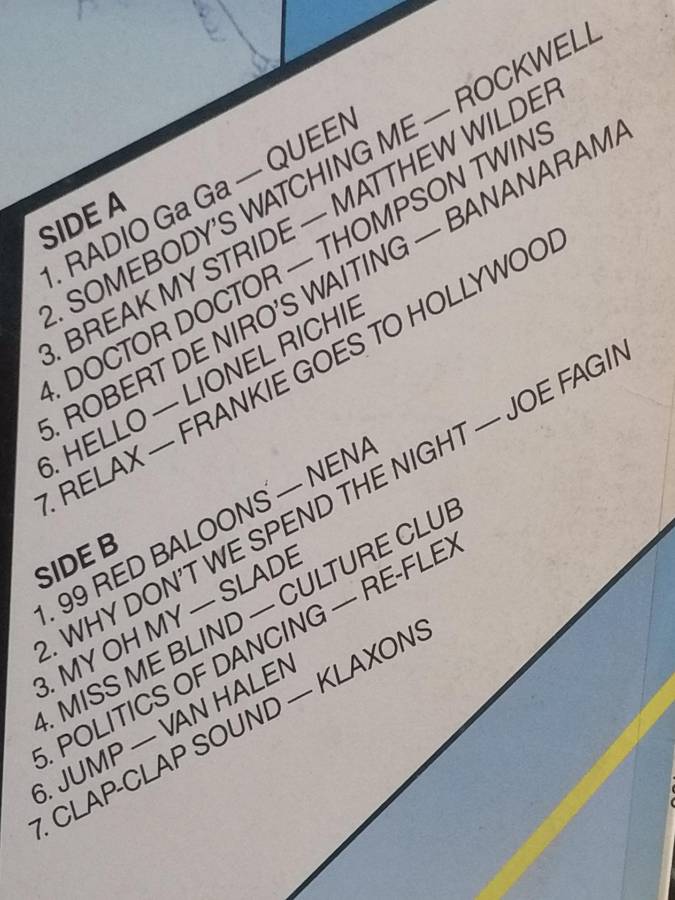 SIDE A
1. RADIO Ga Ga — QUEEN
2. SOMEBODY'S WATCHING ME — ROCKWELL
3. BREAK MY STRIDE — MATTHEW WILDER
4. DOCTOR DOCTOR — THOMPSON TWINS
5. ROBERT DE NIRO'S WAITING — BANANARAMA
6. HELLO — LIONEL RICHIE
7. RELAX — FRANKIE GOES TO HOLLYWOOD
SIDE B
1. 99 RED BALOONS — NENA
2. WHY DON'T WE SPEND THE NIGHT — JOE FAGIN
3. MY OH MY — SLADE
4. MISS ME BLIND — CULTURE CLUB
5. POLITICS OF DANCING — RE-FLEX
6. JUMP — VAN HALEN
7. CLAP-CLAP SOUND — KLAXONS